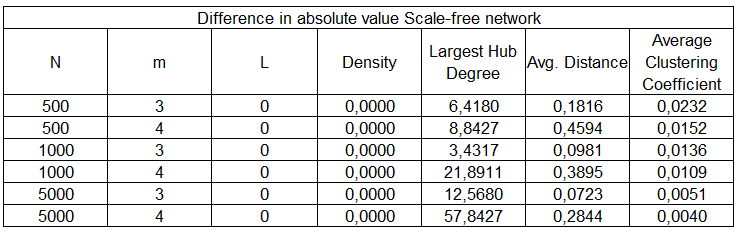 Difference in absolute value Scale-free network
N m L Density Largest Hub Degree Avg. Distance Average Clustering Coefficient
500 3 0 0,0000 6,4180 0,1816 0,0232
500 4 0 0,0000 8,8427 0,4594 0,0152
1000 3 0 0,0000 3,4317 0,0981 0,0136
1000 4 0 0,0000 21,8911 0,3895 0,0109
5000 3 0 0,0000 12,5680 0,0723 0,0051
5000 4 0 0,0000 57,8427 0,2844 0,0040